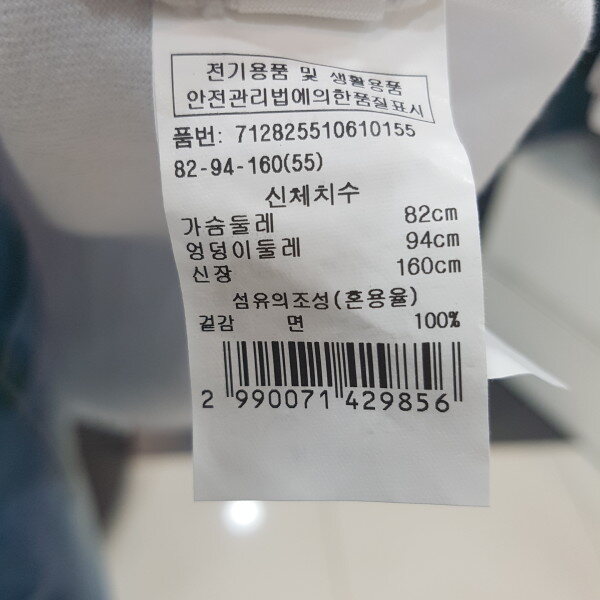 전기용품 및 생활용품
안전관리법에의한품질표시
품번: 712825510610155
82-94-160(55)
신체치수
가슴둘레 82cm
엉덩이둘레 94cm
신장 160cm
섬유의조성(혼용율)
겉감 면 100%
2 990071 429856